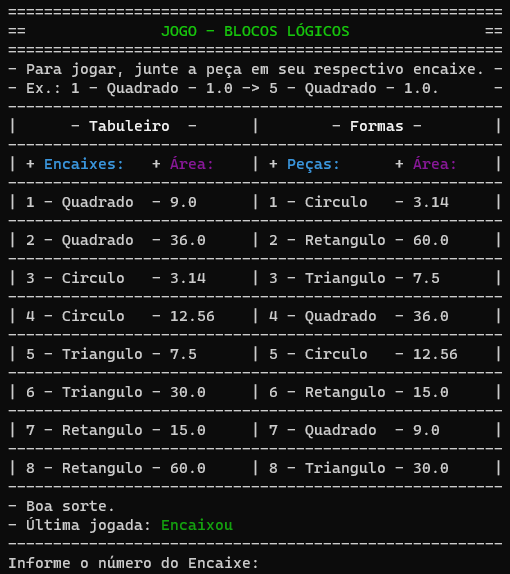 =======================================================
==               JOGO - BLOCOS LÓGICOS               ==
=======================================================
- Para jogar, junte a peça em seu respectivo encaixe. -
- Ex.: 1 - Quadrado - 1.0 -> 5 - Quadrado - 1.0.      -
-------------------------------------------------------
|      - Tabuleiro  -      |        - Formas -        |
-------------------------------------------------------
| + Encaixes:   + Área:    | + Peças:      + Área:    |
-------------------------------------------------------
| 1 - Quadrado  - 9.0      | 1 - Circulo   - 3.14     |
-------------------------------------------------------
| 2 - Quadrado  - 36.0     | 2 - Retangulo - 60.0     |
-------------------------------------------------------
| 3 - Circulo   - 3.14     | 3 - Triangulo - 7.5      |
-------------------------------------------------------
| 4 - Circulo   - 12.56    | 4 - Quadrado  - 36.0     |
-------------------------------------------------------
| 5 - Triangulo - 7.5      | 5 - Circulo   - 12.56    |
-------------------------------------------------------
| 6 - Triangulo - 30.0     | 6 - Retangulo - 15.0     |
-------------------------------------------------------
| 7 - Retangulo - 15.0     | 7 - Quadrado  - 9.0      |
-------------------------------------------------------
| 8 - Retangulo - 60.0     | 8 - Triangulo - 30.0     |
-------------------------------------------------------
- Boa sorte.
- Última jogada: Encaixou
-------------------------------------------------------
Informe o número do Encaixe: